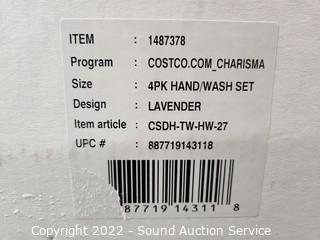 ITEM : 1487378
Program : COSTCO.COM_CHARISMA
Size : 4PK HAND/WASH SET
Design : LAVENDER
Item article : CSDH-TW-HW-27
UPC # : 887719143118
87719 14311 8
Copyright 2022 - Sound Auction Service